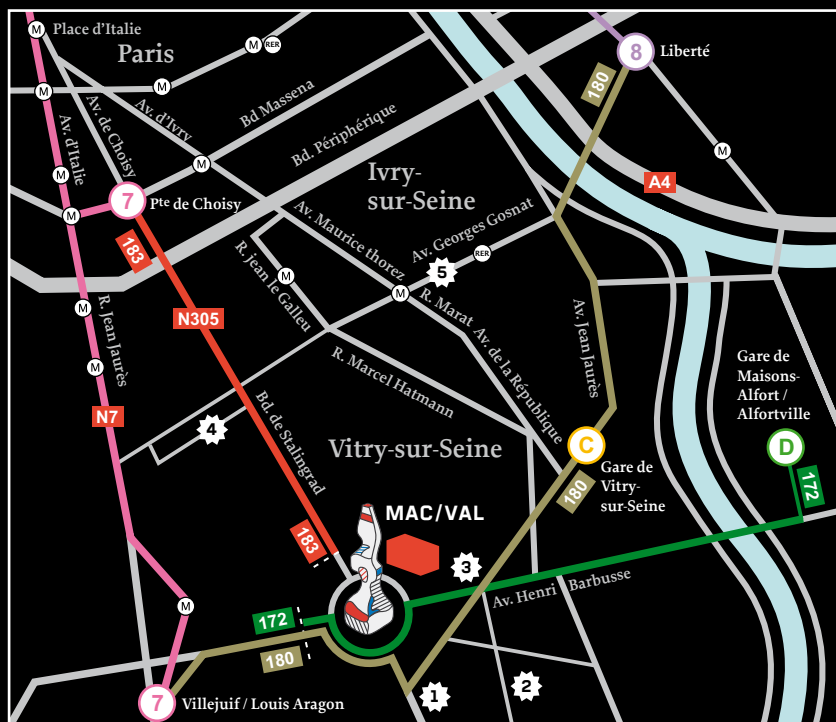 M
Place d'Italie
Paris
M
RER
M
M
Av. de Choisy
Av. d'Ivry
Bd Massena
Bd. Périphérique
Av. d'Italie
M
M
M
7
Pte de Choisy
183
8
Liberté
180
M
A4
Ivry-
sur-Seine
Av. Maurice thorez
Av. Georges Gosnat
RER
5
R. jean le Galleu
M
M
R. Marat
Av. de la République
Av. Jean Jaurès
M
R. Jean Jaurès
N305
M
N7
R. Marcel Hatmann
Gare de
Maisons-
Alfort /
Alfortville
D
172
4
Bd. de Stalingrad
Vitry-sur-Seine
C
Gare de
Vitry-
sur-Seine
180
183
MAC/VAL
3
Av. Henri Barbusse
M
172
180
7
Villejuif / Louis Aragon
1
2